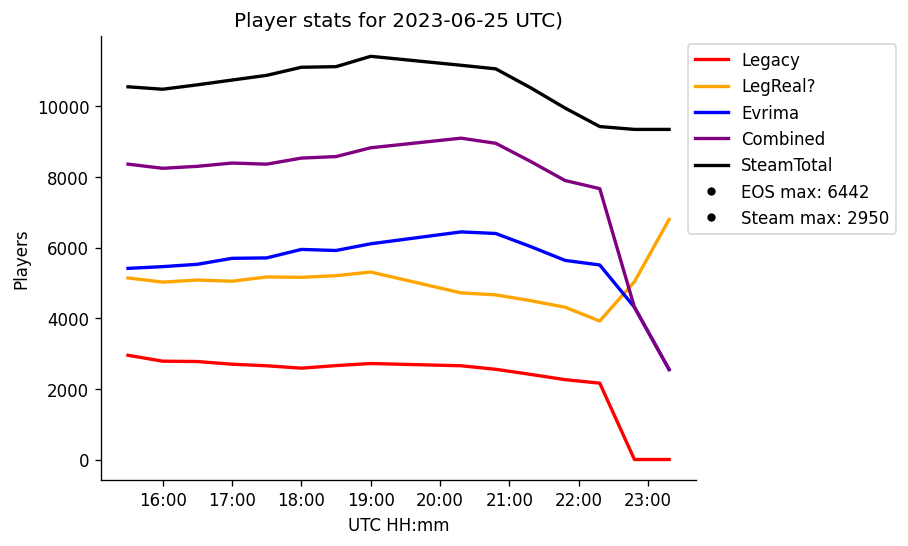 Player stats for 2023-06-25 UTC)
Legacy
LegReal?
Evrima
Combined
SteamTotal
EOS max: 6442
Steam max: 2950
Players
10000
8000
6000
4000
2000
0
16:00 17:00 18:00 19:00 20:00 21:00 22:00 23:00
UTC HH:mm